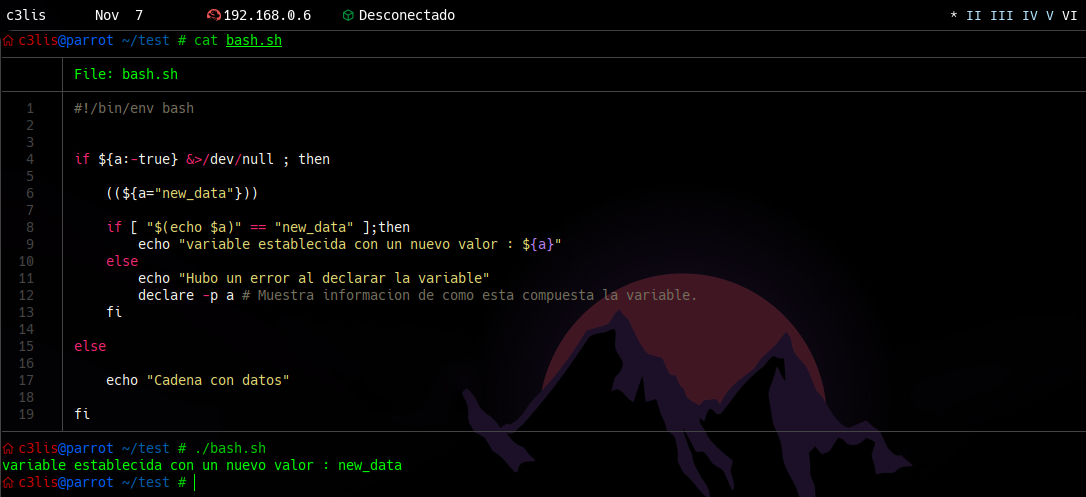 c3lis Nov 7 192.168.0.6 Desconectado * II III IV V VI
c3lis@parrot ~/test # cat bash.sh
File: bash.sh
1 #!/bin/env bash
2
3
4 if ${a:-true} &>/dev/null ; then
5
6 ((${a="new_data"}))
7
8 if [ "$(echo $a)" == "new_data" ];then
9 echo "variable establecida con un nuevo valor : ${a}"
10 else
11 echo "Hubo un error al declarar la variable"
12 declare -p a # Muestra informacion de como esta compuesta la variable.
13 fi
14
15 else
16
17 echo "Cadena con datos"
18
19 fi
c3lis@parrot ~/test # ./bash.sh
variable establecida con un nuevo valor : new_data
c3lis@parrot ~/test #